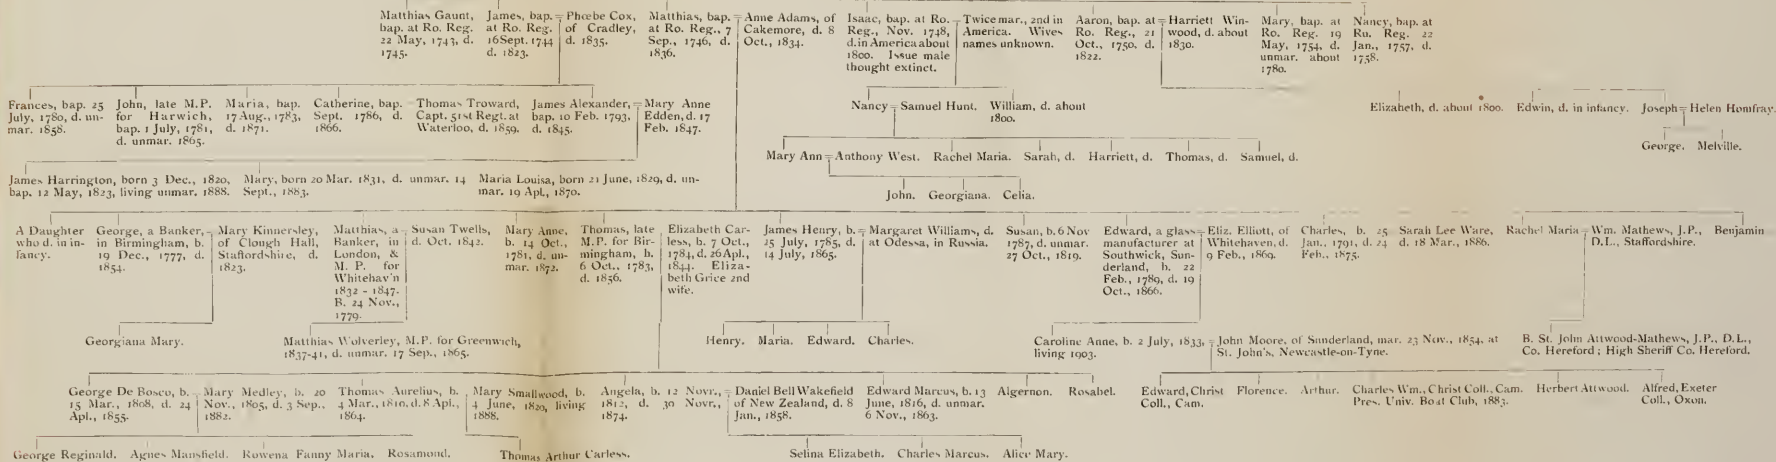 Matthias Gaunt,
bap. at Ro. Reg.
22 May, 1743, d.
1745.
James, bap.
at Ro. Reg.
16 Sept. 1744
d. 1823.
Phœbe Cox,
of Cradley,
d. 1835.
Matthias, bap.
at Ro. Reg., 7
Sep., 1746, d.
1836.
Anne Adams, of
Cakemore, d. 8
Oct., 1834.
Isaac, bap. at Ro.
Reg., Nov. 1748,
d. in America about
1800. Issue male
thought extinct.
Twice mar., 2nd in
America. Wives
names unknown.
Aaron, bap. at
Ro. Reg., 21
Oct., 1750, d.
1822.
Harriett Win-
wood, d. about
1830.
Mary, bap. at
Ro. Reg. 19
May, 1754, d.
unmar. about
1780.
Nancy, bap. at
Ru. Reg. 22
Jan., 1757, d.
1758.
Frances, bap. 25
July, 1780, d. un-
mar. 1858.
John, late M.P.
for Harwich,
bap. 1 July, 1781,
d. unmar. 1865.
Maria, bap.
17 Aug., 1783,
d. 1871.
Catherine, bap.
Sept. 1786, d.
1866.
Thomas Troward,
Capt. 51st Regt. at
Waterloo, d. 1859.
James Alexander,
bap. 10 Feb. 1793,
d. 1845.
Mary Anne
Edden, d. 17
Feb. 1847.
Nancy = Samuel Hunt.
William, d. about
1800.
Elizabeth, d. about 1800.
Edwin, d. in infancy.
Joseph = Helen Homfray.
George. Melville.
Mary Ann = Anthony West. Rachel Maria. Sarah, d. Harriett, d. Thomas, d. Samuel, d.
James Harrington, born 3 Dec., 1820,
bap. 12 May, 1823, living unmar. 1888.
Mary, born 20 Mar. 1831, d. unmar. 14
Sept., 1883.
Maria Louisa, born 21 June, 1829, d. un-
mar. 19 Apl., 1870.
John. Georgiana. Celia.
A Daughter
who d. in in-
fancy.
George, a Banker,
in Birmingham, b.
19 Dec., 1777, d.
1854.
Mary Kinnersley,
of Clough Hall,
Staffordshire, d.
1823.
Matthias, a
Banker, in
London, &
M. P. for
Whitehav'n
1832 - 1847.
B. 24 Nov.,
1779.
Susan Twells,
d. Oct. 1842.
Mary Anne,
b. 14 Oct.,
1781, d. un-
mar. 1872.
Thomas, late
M.P. for Bir-
mingham, b.
6 Oct., 1783,
d. 1856.
Elizabeth Car-
less, b. 7 Oct.,
1784, d. 26 Apl.,
1844. Eliza-
beth Grice 2nd
wife.
James Henry, b.
25 July, 1785, d.
14 July, 1865.
Margaret Williams, d.
at Odessa, in Russia.
Susan, b. 6 Nov
1787, d. unmar.
27 Oct., 1819.
Edward, a glass
manufacturer at
Southwick, Sun-
derland, b. 22
Feb., 1789, d. 19
Oct., 1866.
Eliz. Elliott, of
Whitehaven, d.
9 Feb., 1869.
Charles, b. 25
Jan., 1791, d. 24
Feb., 1875.
Sarah Lee Ware,
d. 18 Mar., 1886.
Rachel Maria = Wm. Mathews, J.P.,
D.L., Staffordshire.
Benjamin
Georgiana Mary.
Matthias Wolverley, M.P. for Greenwich,
1837-41, d. unmar. 17 Sep., 1865.
Henry. Maria. Edward. Charles.
Caroline Anne, b. 2 July, 1833,
living 1903.
John Moore, of Sunderland, mar. 23 Nov., 1854, at
St. John's, Newcastle-on-Tyne.
B. St. John Attwood-Mathews, J.P., D.L.,
Co. Hereford; High Sheriff Co. Hereford.
George De Bosco, b.
15 Mar., 1808, d. 24
Apl., 1855.
Mary Medley, b. 20
Nov., 1805, d. 3 Sep.,
1882.
Thomas Aurelius, b.
4 Mar., 1810, d. 8 Apl.,
1864.
Mary Smallwood, b.
4 June, 1820, living
1888.
Angela, b. 12 Novr.,
1812, d. 30 Novr.,
1874.
Daniel Bell Wakefield
of New Zealand, d. 8
Jan., 1858.
Edward Marcus, b. 13
June, 1816, d. unmar.
6 Nov., 1863.
Algernon. Rosabel.
Edward, Christ
Coll., Cam.
Florence. Arthur.
Charles Wm., Christ Coll., Cam.
Pres. Univ. Boat Club, 1883.
Herbert Attwood.
Alfred, Exeter
Coll., Oxon.
George Reginald. Agnes Mansfield. Rowena Fanny Maria. Rosamond.
Thomas Arthur Carless.
Selina Elizabeth. Charles Marcus. Alice Mary.